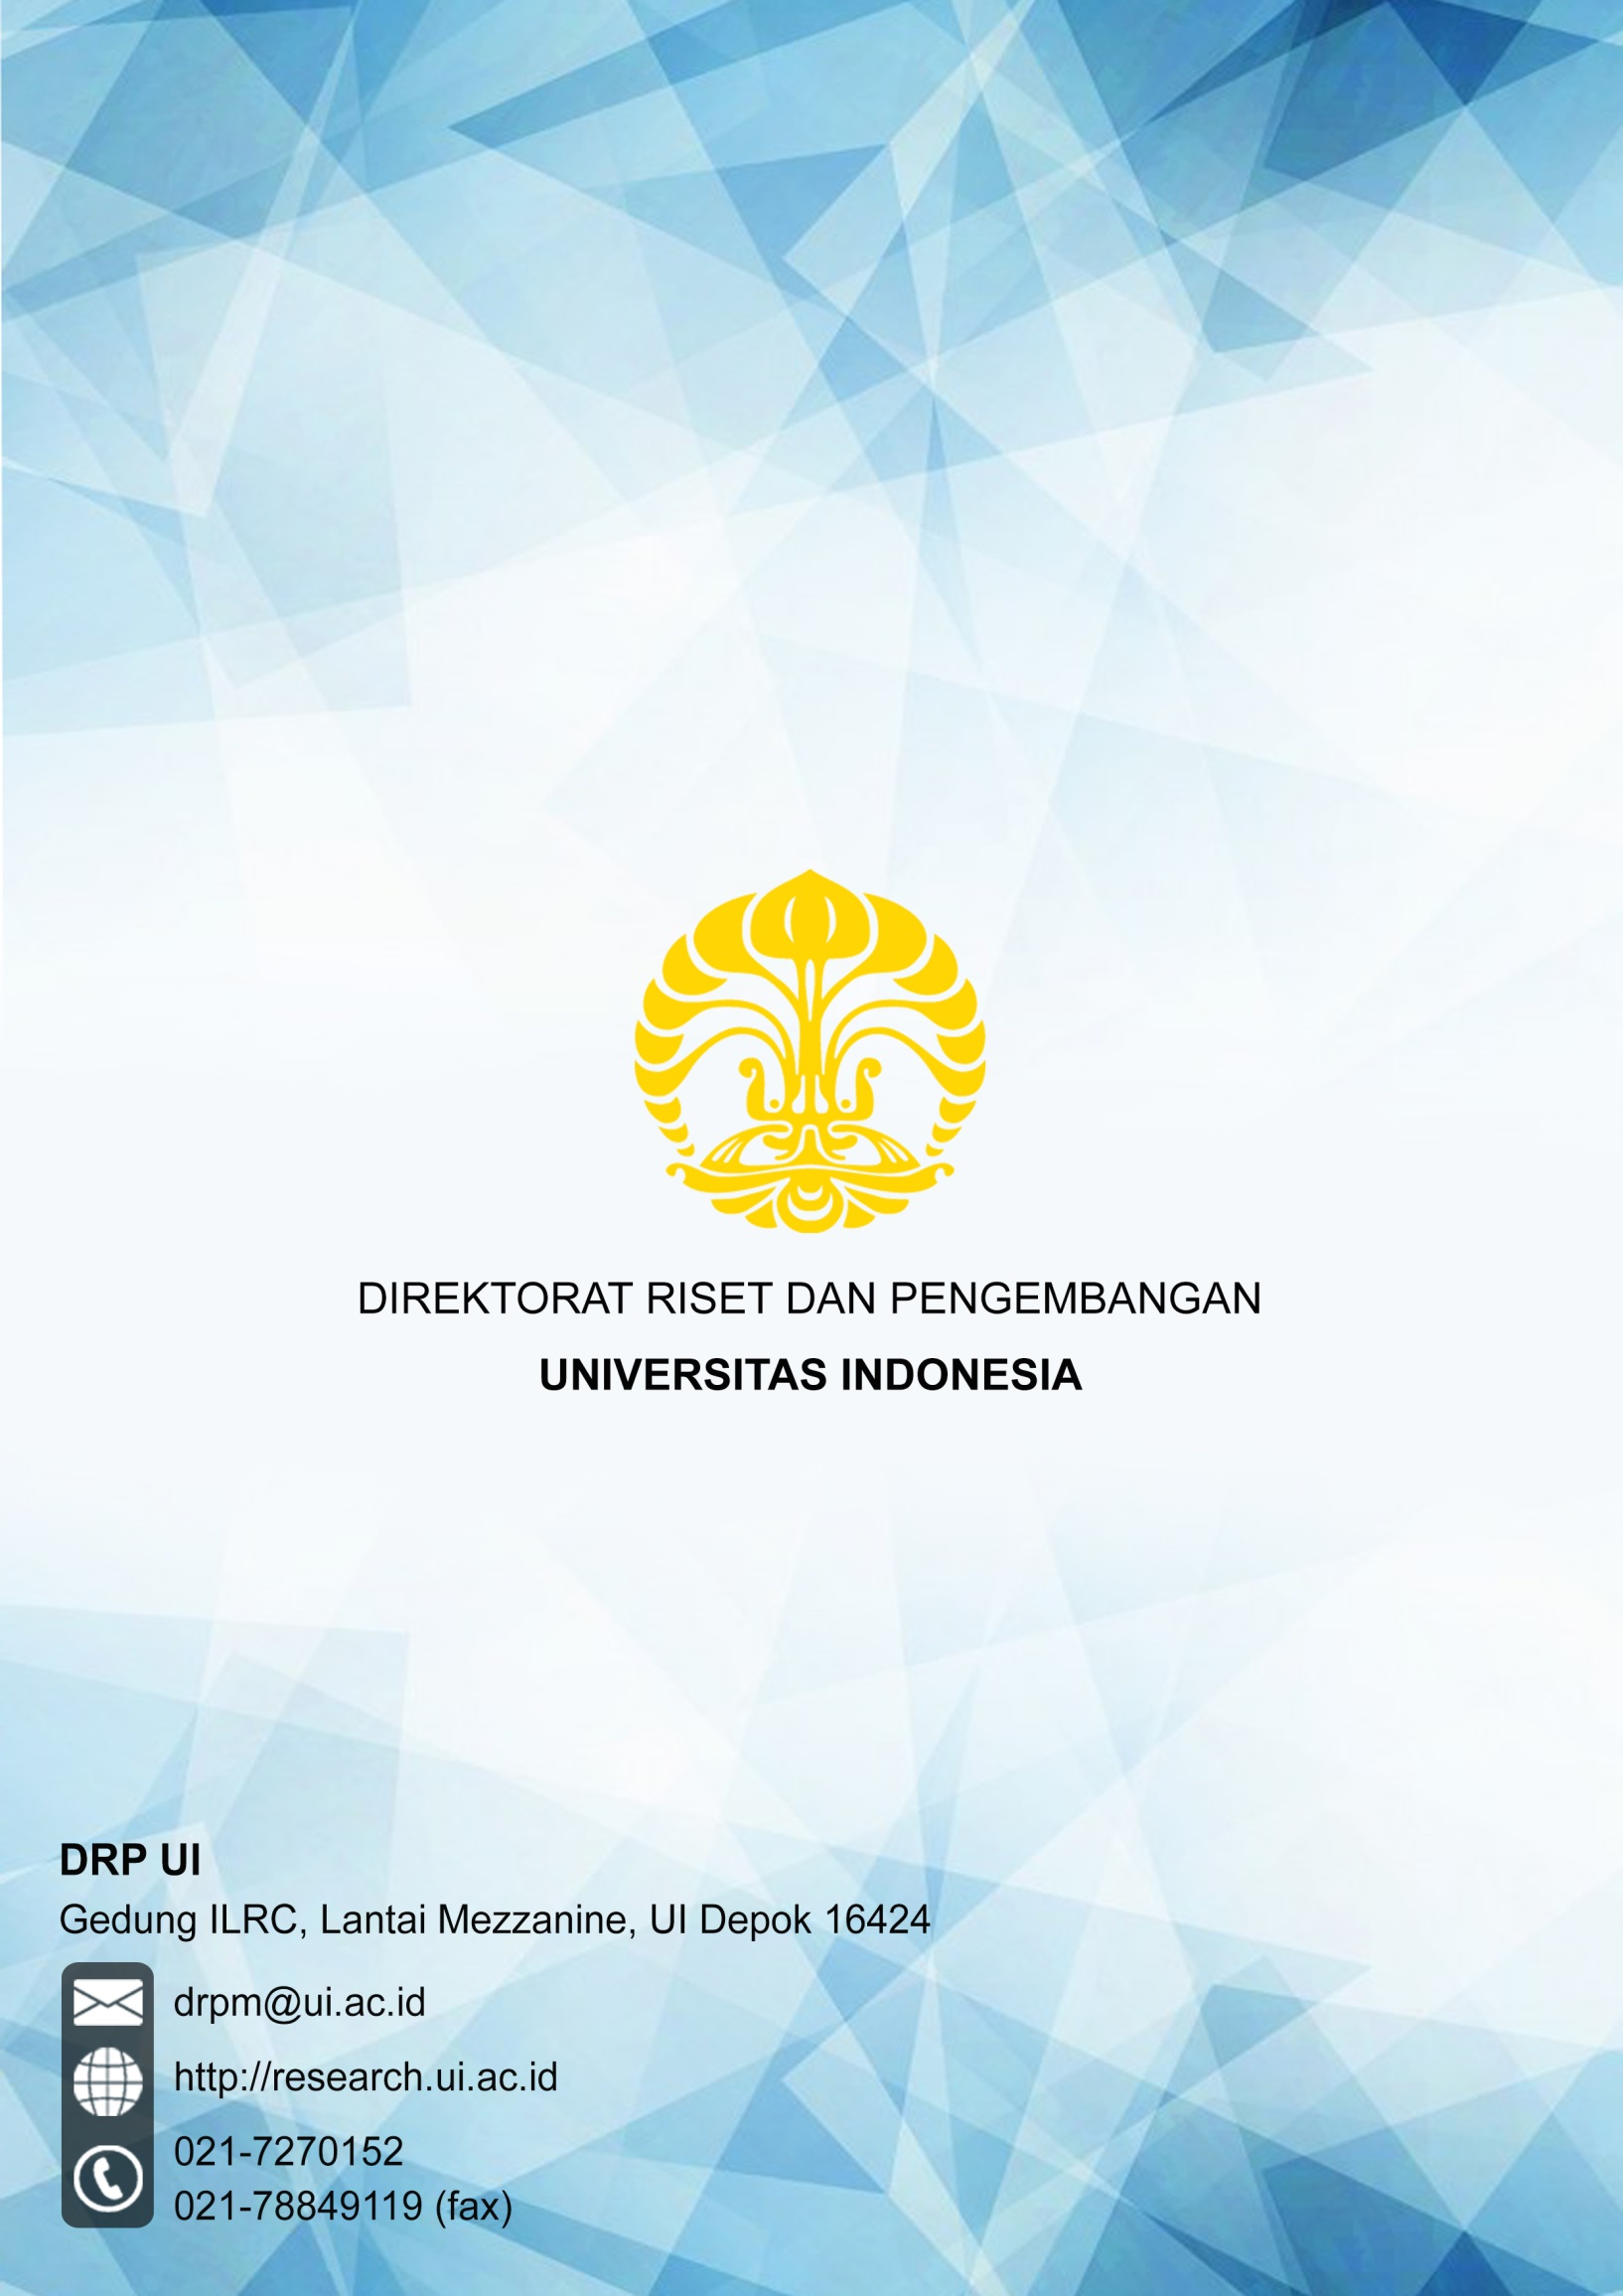 DIREKTORAT RISET DAN PENGEMBANGAN
UNIVERSITAS INDONESIA
DRP UI
Gedung ILRC, Lantai Mezzanine, UI Depok 16424
drpm@ui.ac.id
http://research.ui.ac.id
021-7270152
021-78849119 (fax)